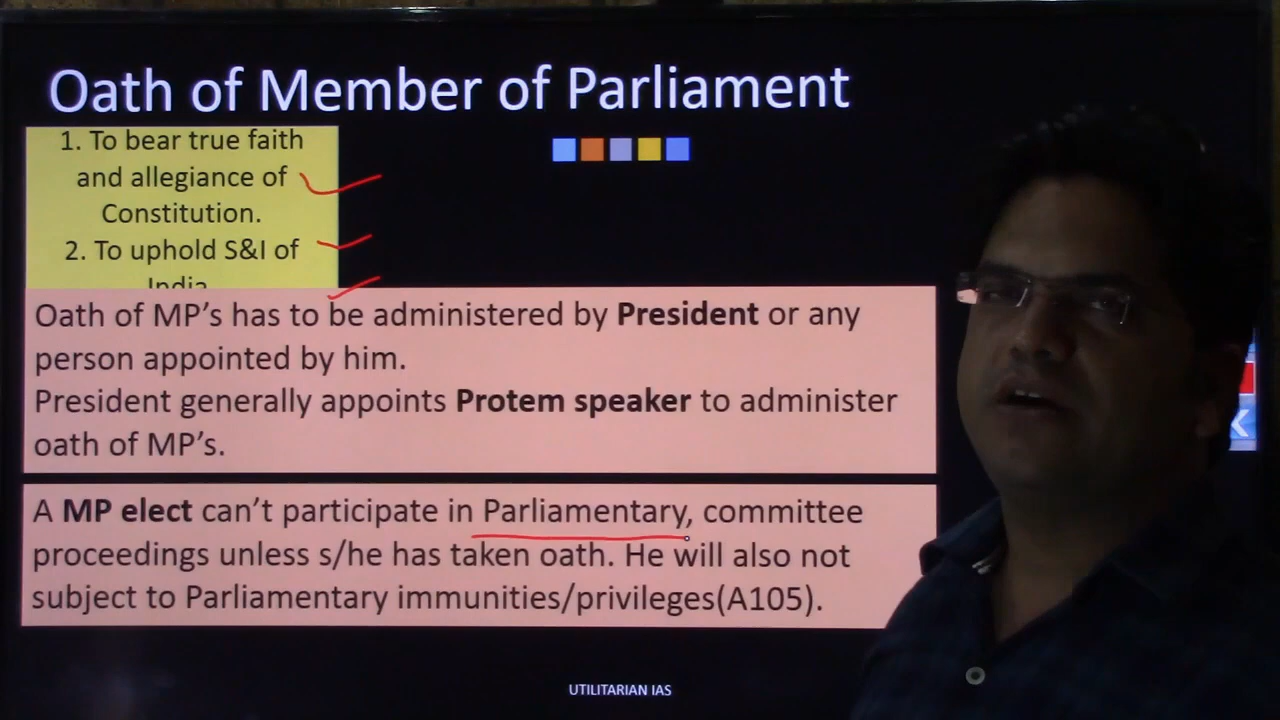 Oath of Member of Parliament
1. To bear true faith
and allegiance of
Constitution.
2. To uphold S&I of
India
Oath of MP’s has to be administered by President or any
person appointed by him.
President generally appoints Protem speaker to administer
oath of MP’s.
A MP elect can’t participate in Parliamentary, committee
proceedings unless s/he has taken oath. He will also not
subject to Parliamentary immunities/privileges(A105).
UTILITARIAN IAS